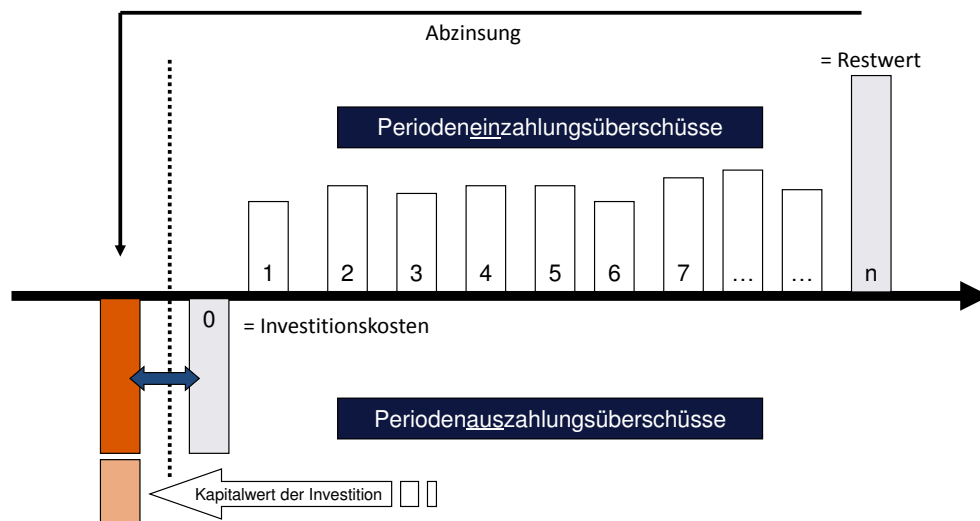 Abzinsung
= Restwert
Periodeneinzahlungsüberschüsse
1 2 3 4 5 6 7 … … n
0
= Investitionskosten
Periodenauszahlungsüberschüsse
Kapitalwert der Investition